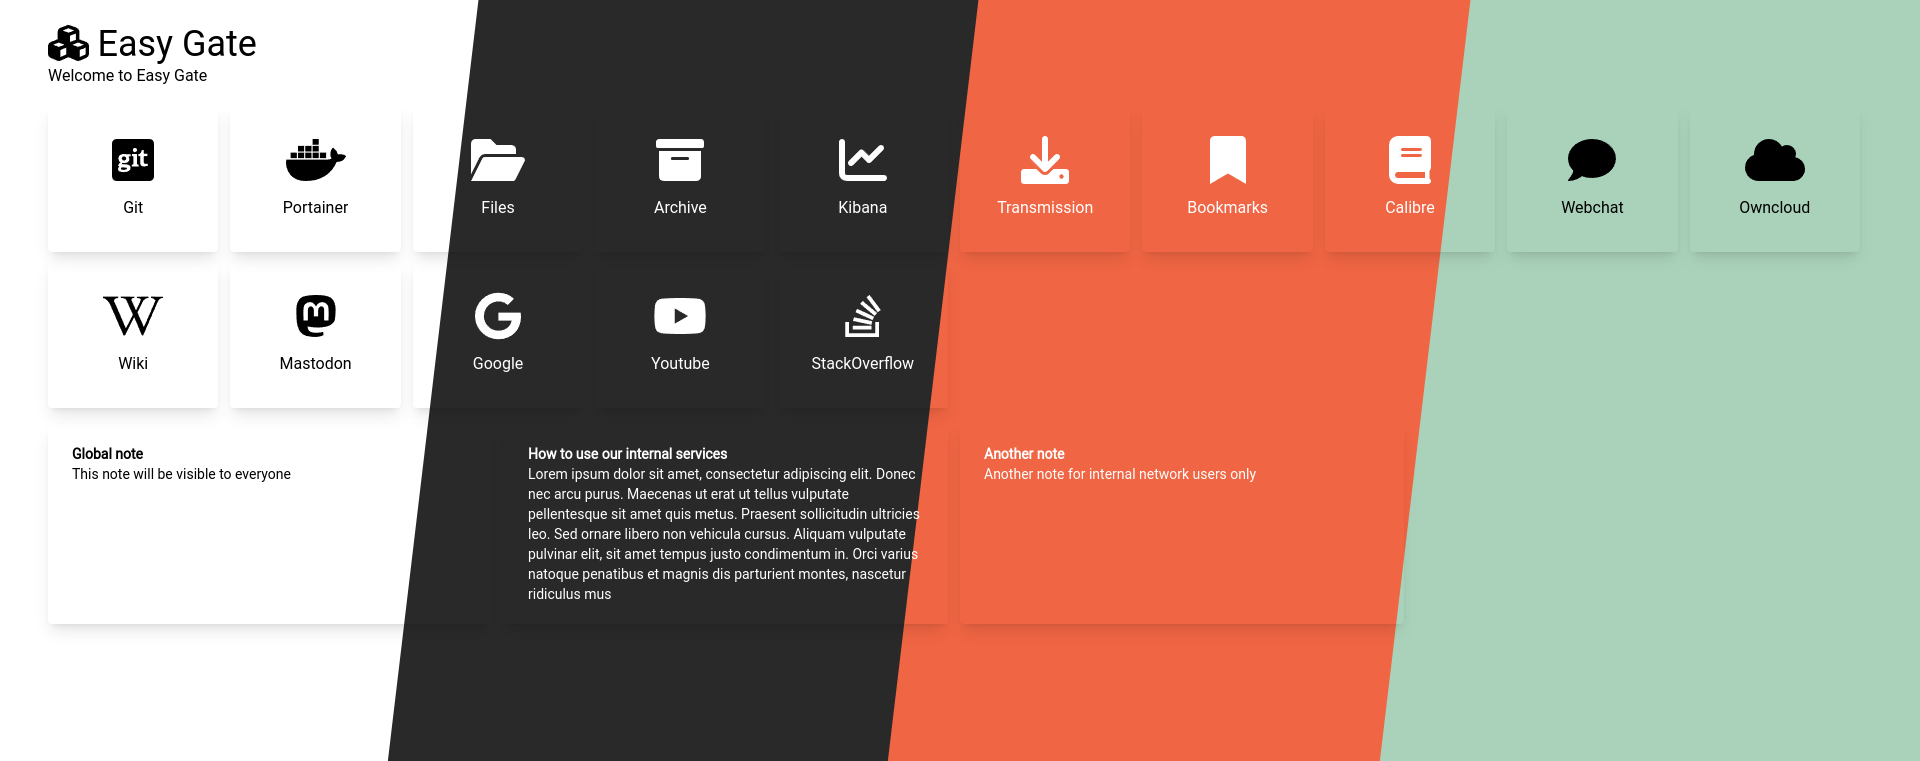 Easy Gate
Welcome to Easy Gate
git
Git
Portainer
Files
Archive
Kibana
Transmission
Bookmarks
Calibre
Webchat
Owncloud
W
Wiki
m
Mastodon
G
Google
Youtube
StackOverflow
Global note
This note will be visible to everyone
How to use our internal services
Lorem ipsum dolor sit amet, consectetur adipiscing elit. Donec
nec arcu purus. Maecenas ut erat ut tellus vulputate
pellentesque sit amet quis metus. Praesent sollicitudin ultricies
leo. Sed ornare libero non vehicula cursus. Aliquam vulputate
pulvinar elit, sit amet tempus justo condimentum in. Orci varius
natoque penatibus et magnis dis parturient montes, nascetur
ridiculus mus
Another note
Another note for internal network users only